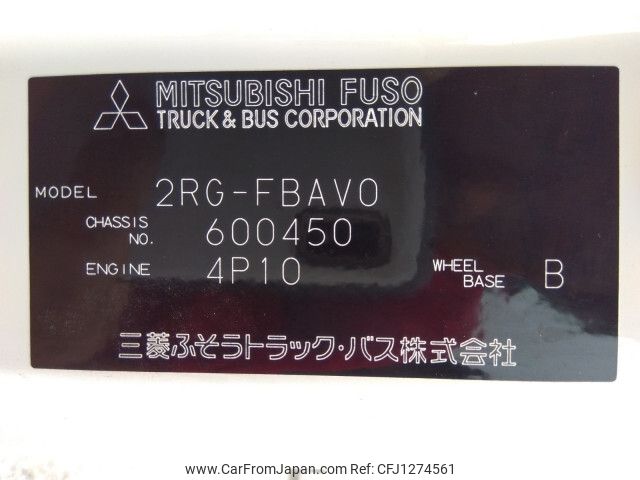 MITSUBISHI FUSO
TRUCK & BUS CORPORATION
MODEL 2RG-FBAV0
CHASSIS NO. 600450
ENGINE 4P10 WHEEL BASE B
三菱ふそうトラック・バス株式会社
www.CarFromJapan.com - CFJ1274561